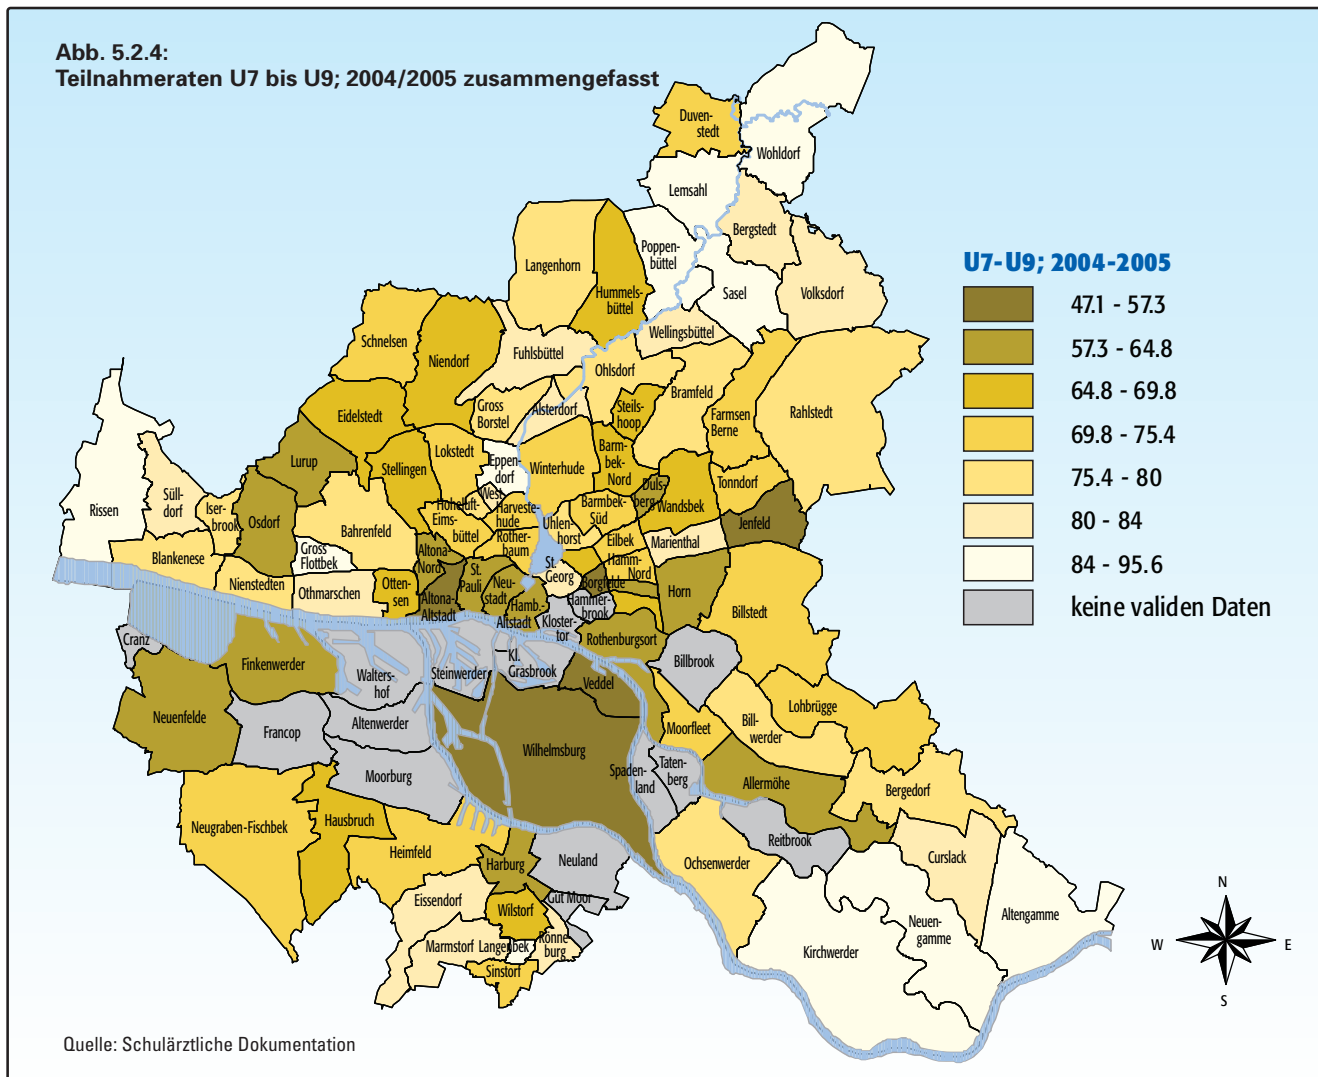 Abb. 5.2.4:
Teilnahmeraten U7 bis U9; 2004/2005 zusammengefasst
Duven-
stedt
Wohldorf
Lemsahl
Bergstedt
Poppen-
büttel
Langenhorn
Hummels-
büttel
Sasel
Volksdorf
Wellingsbüttel
Schnelsen
Niendorf
Fuhlsbüttel
Ohlsdorf
Bramfeld
Farmsen
Berne
Rahlstedt
Eidelstedt
Gross
Borstel
Alsterdorf
Steils-
hoop
Lurup
Stellingen
Lokstedt
Eppen-
dorf
Winterhude
Barm-
bek-
Nord
Duls-
berg
Wandsbek
Tonndorf
Jenfeld
Rissen
Süll-
dorf
Iser-
brook
Osdorf
Bahrenfeld
Hoheluft-
West
Eims-
büttel
Harveste-
hude
Rother-
baum
Uhlen-
horst
Barmbek-
Süd
Eilbek
Marienthal
Blankenese
Gross
Flottbek
Nienstedten
Othmarschen
Otten-
sen
Altona-
Nord
Altona-
Altstadt
St.
Pauli
Neu-
stadt
Hamb.-
Altstadt
St.
Georg
Borgfelde
Hamm-
Nord
Hammer-
brook
Kloster-
tor
Horn
Billstedt
Rothenburgsort
Billbrook
Cranz
Finkenwerder
Walters-
hof
Steinwerder
Kl.
Grasbrook
Veddel
Neuenfelde
Francop
Altenwerder
Moorburg
Wilhelmsburg
Moorfleet
Bill-
werder
Lohbrügge
Spaden-
land
Taten-
berg
Allermöhe
Bergedorf
Neugraben-Fischbek
Hausbruch
Heimfeld
Harburg
Neuland
Gut Moor
Ochsenwerder
Reitbrook
Curslack
Eissendorf
Wilstorf
Marmstorf
Langenbek
Rönne-
burg
Sinstorf
Kirchwerder
Neuen-
gamme
Altengamme
U7-U9; 2004-2005
47.1 - 57.3
57.3 - 64.8
64.8 - 69.8
69.8 - 75.4
75.4 - 80
80 - 84
84 - 95.6
keine validen Daten
N
W
E
S
Quelle: Schulärztliche Dokumentation